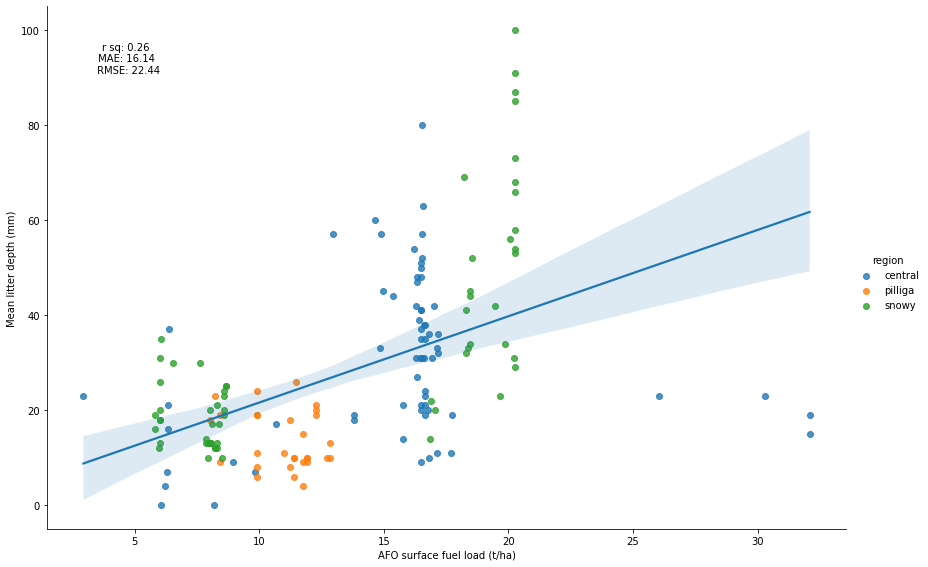 r sq: 0.26
MAE: 16.14
RMSE: 22.44
100
80
60
40
20
0
Mean litter depth (mm)
5 10 15 20 25 30
AFO surface fuel load (t/ha)
region
central
pilliga
snowy